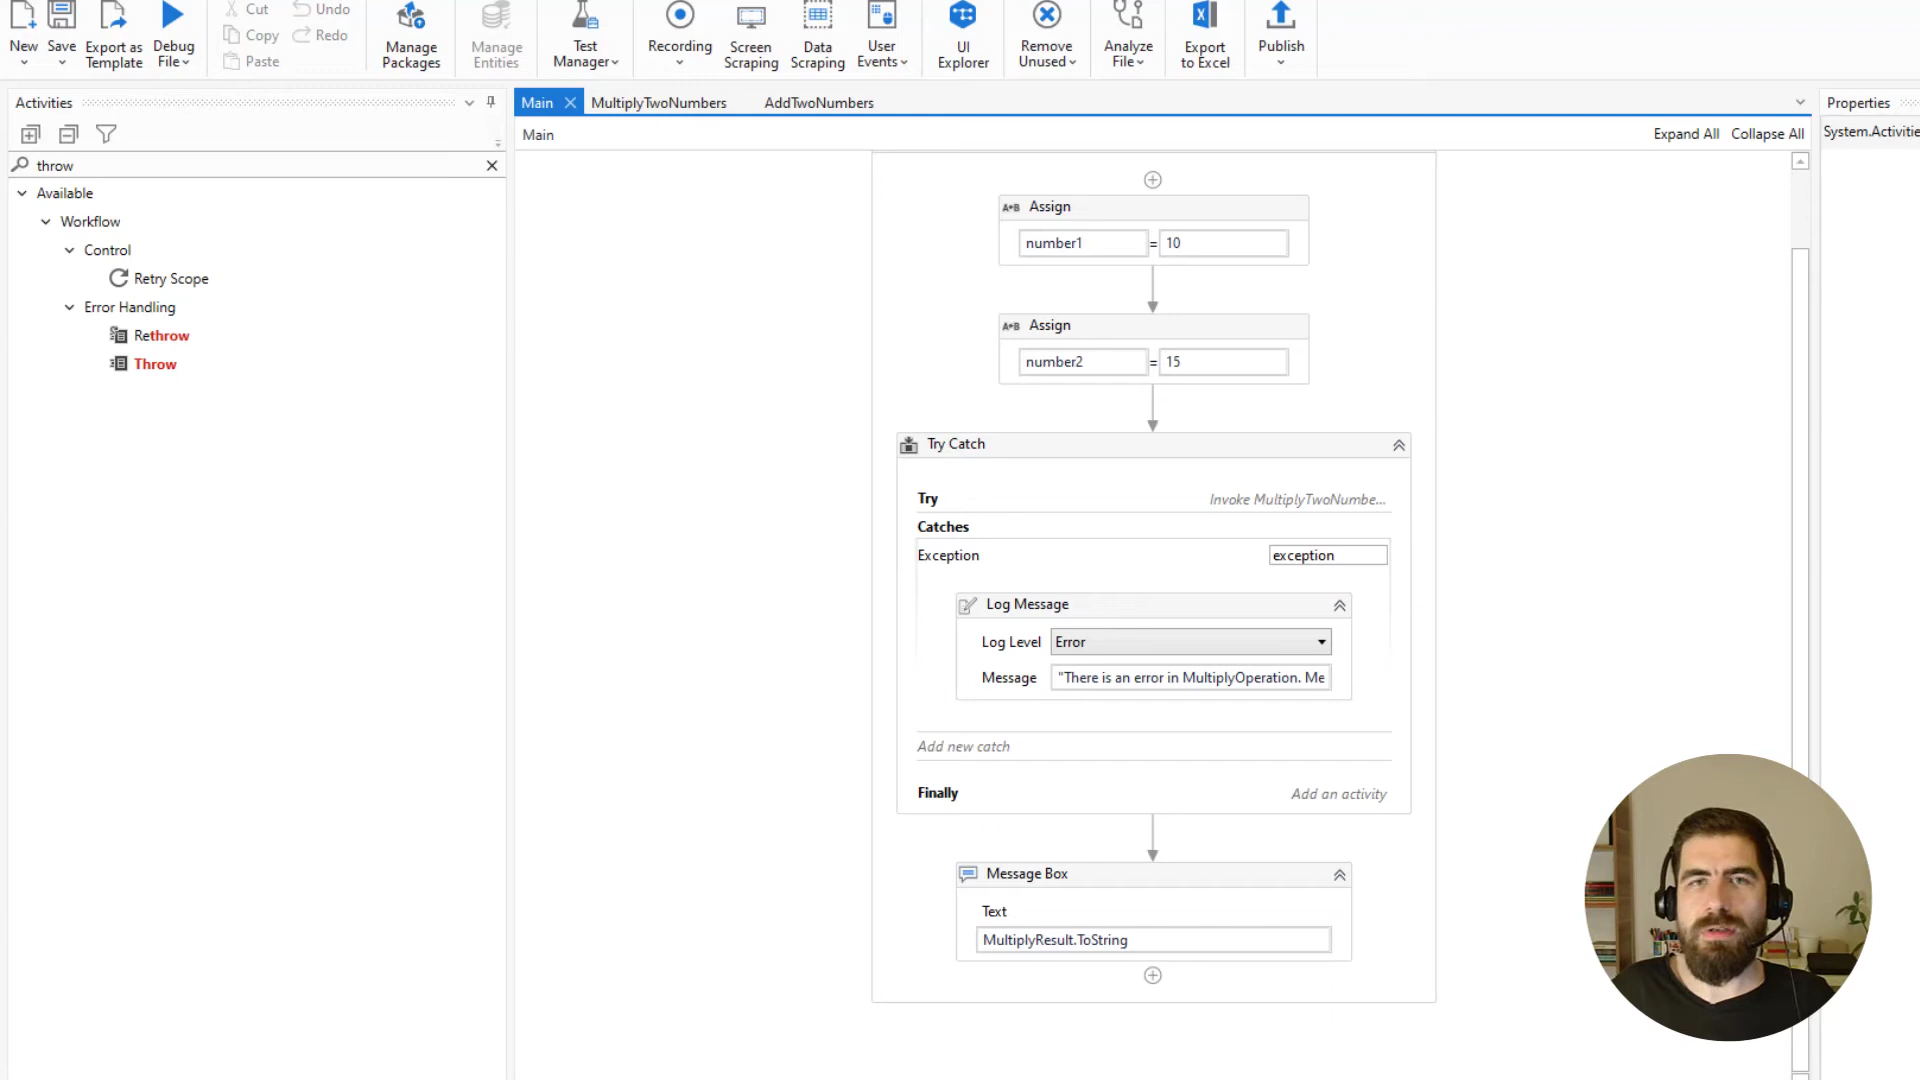 New
Save
Export as
Template
Debug
File
Cut
Copy
Paste
Undo
Redo
Manage
Packages
Manage
Entities
Test
Manager
Recording
Screen
Scraping
Data
Scraping
User
Events
UI
Explorer
Remove
Unused
Analyze
File
Export
to Excel
Publish
Activities
throw
Available
Workflow
Control
Retry Scope
Error Handling
Rethrow
Throw
Main
MultiplyTwoNumbers
AddTwoNumbers
Main
Expand All
Collapse All
A+B Assign
number1 = 10
A+B Assign
number2 = 15
Try Catch
Try
Invoke MultiplyTwoNumbe...
Catches
Exception
exception
Log Message
Log Level
Error
Message
"There is an error in MultiplyOperation. Me
Add new catch
Finally
Add an activity
Message Box
Text
MultiplyResult.ToString
Properties
System.Activitie